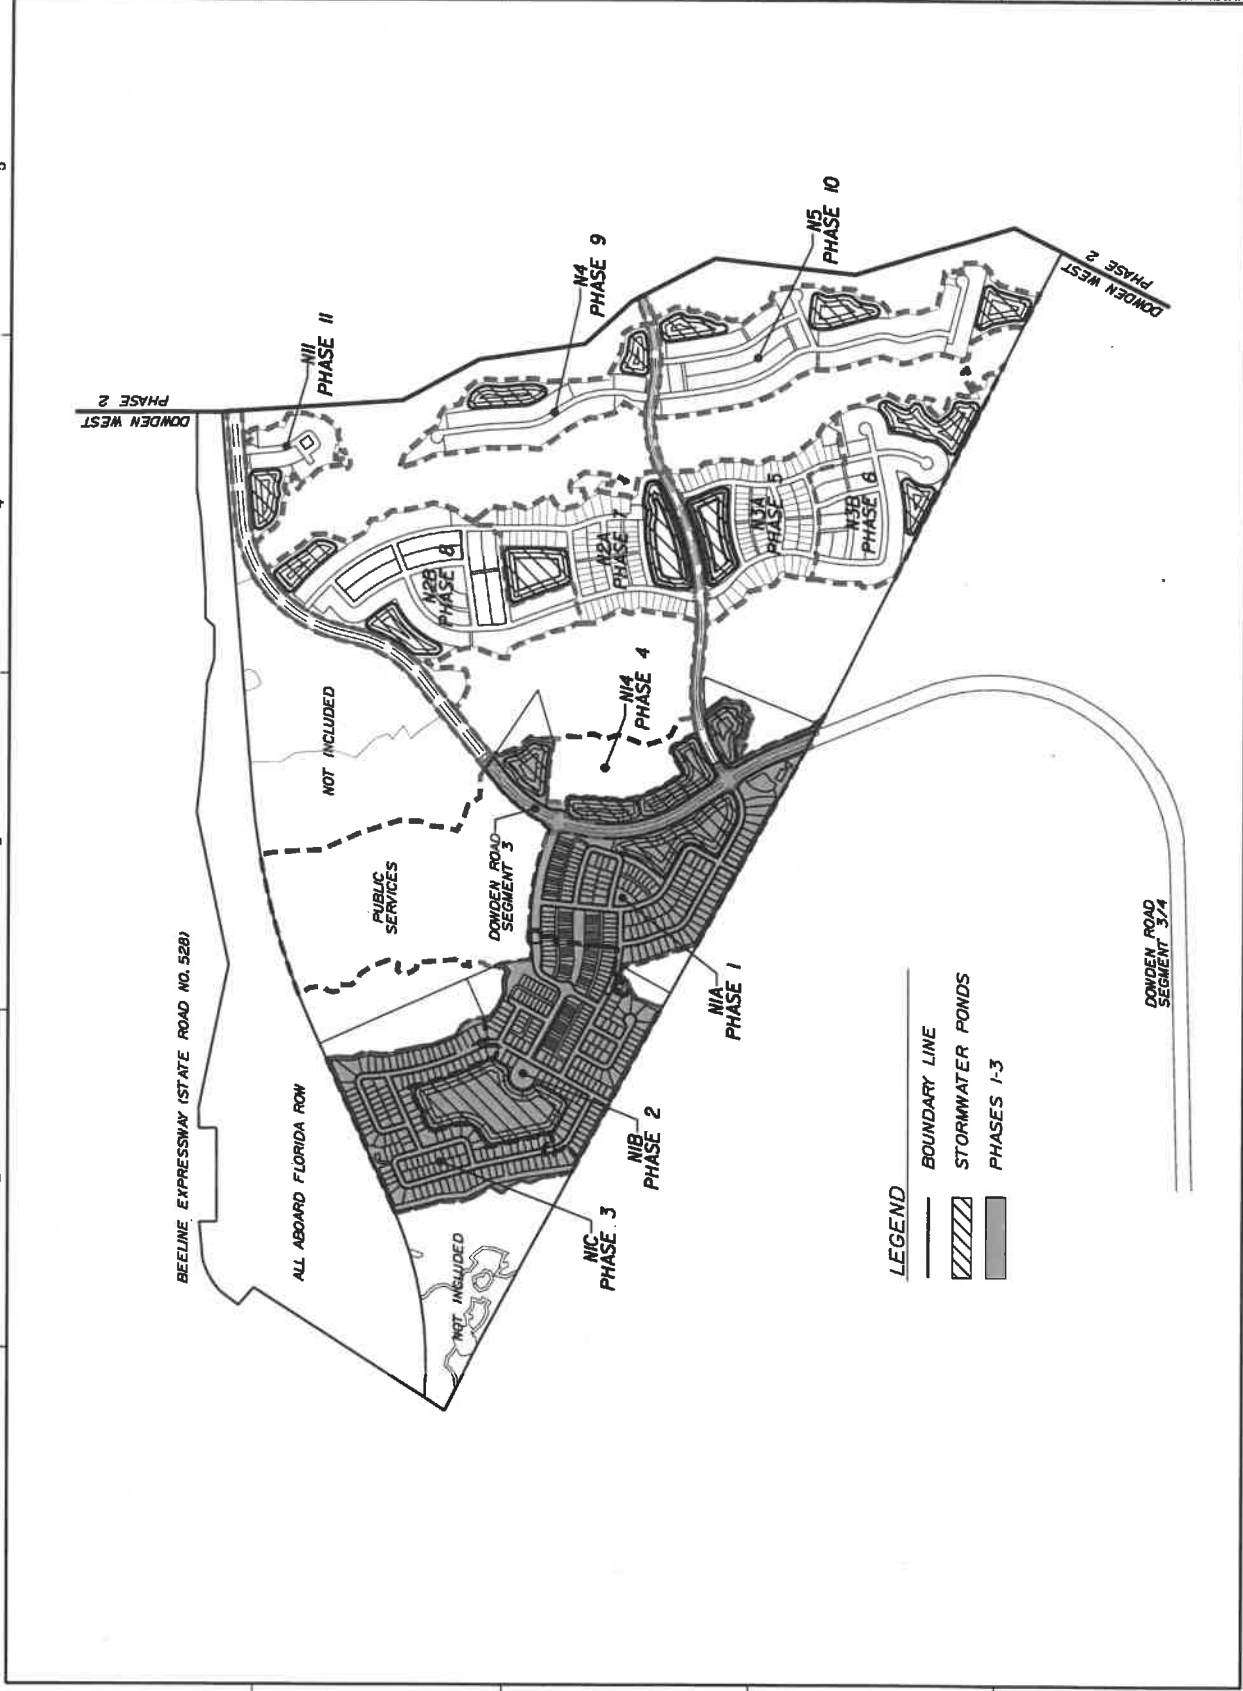 BEELINE EXPRESSWAY (STATE ROAD NO. 528)
ALL ABOARD FLORIDA ROW
NOT INCLUDED
N1C
PHASE 3
N1B
PHASE 2
N1A
PHASE 1
PUBLIC
SERVICES
DOWDEN ROAD
SEGMENT 3
NOT INCLUDED
N14
PHASE 4
N2B
PHASE 8
N2A
PHASE 7
N3A
PHASE 5
N3B
PHASE 6
N11
PHASE 11
N4
PHASE 9
N5
PHASE 10
DOWDEN WEST
PHASE 2
DOWDEN WEST
PHASE 2
DOWDEN ROAD
SEGMENT 3/4
LEGEND
BOUNDARY LINE
STORMWATER PONDS
PHASES 1-3